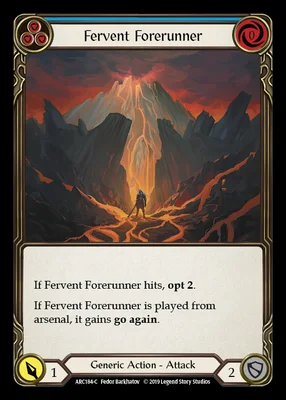 Fervent Forerunner
0
If Fervent Forerunner hits, opt 2.
If Fervent Forerunner is played from
arsenal, it gains go again.
1
Generic Action - Attack
2
ARC184-C Fedor Barkhatov © 2019 Legend Story Studios